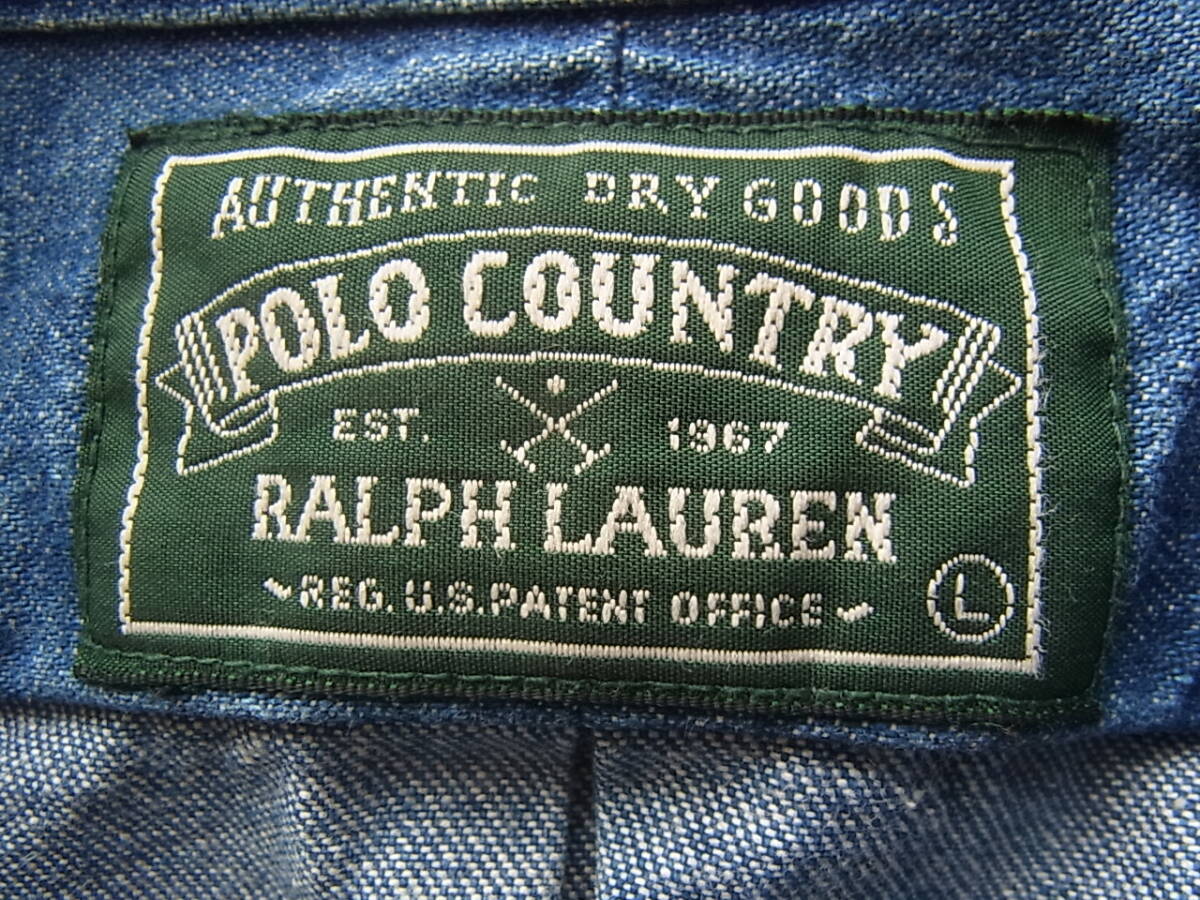 AUTHENTIC DRY GOODS
POLO COUNTRY
EST. 1967
RALPH LAUREN
REG. U.S. PATENT OFFICE
L